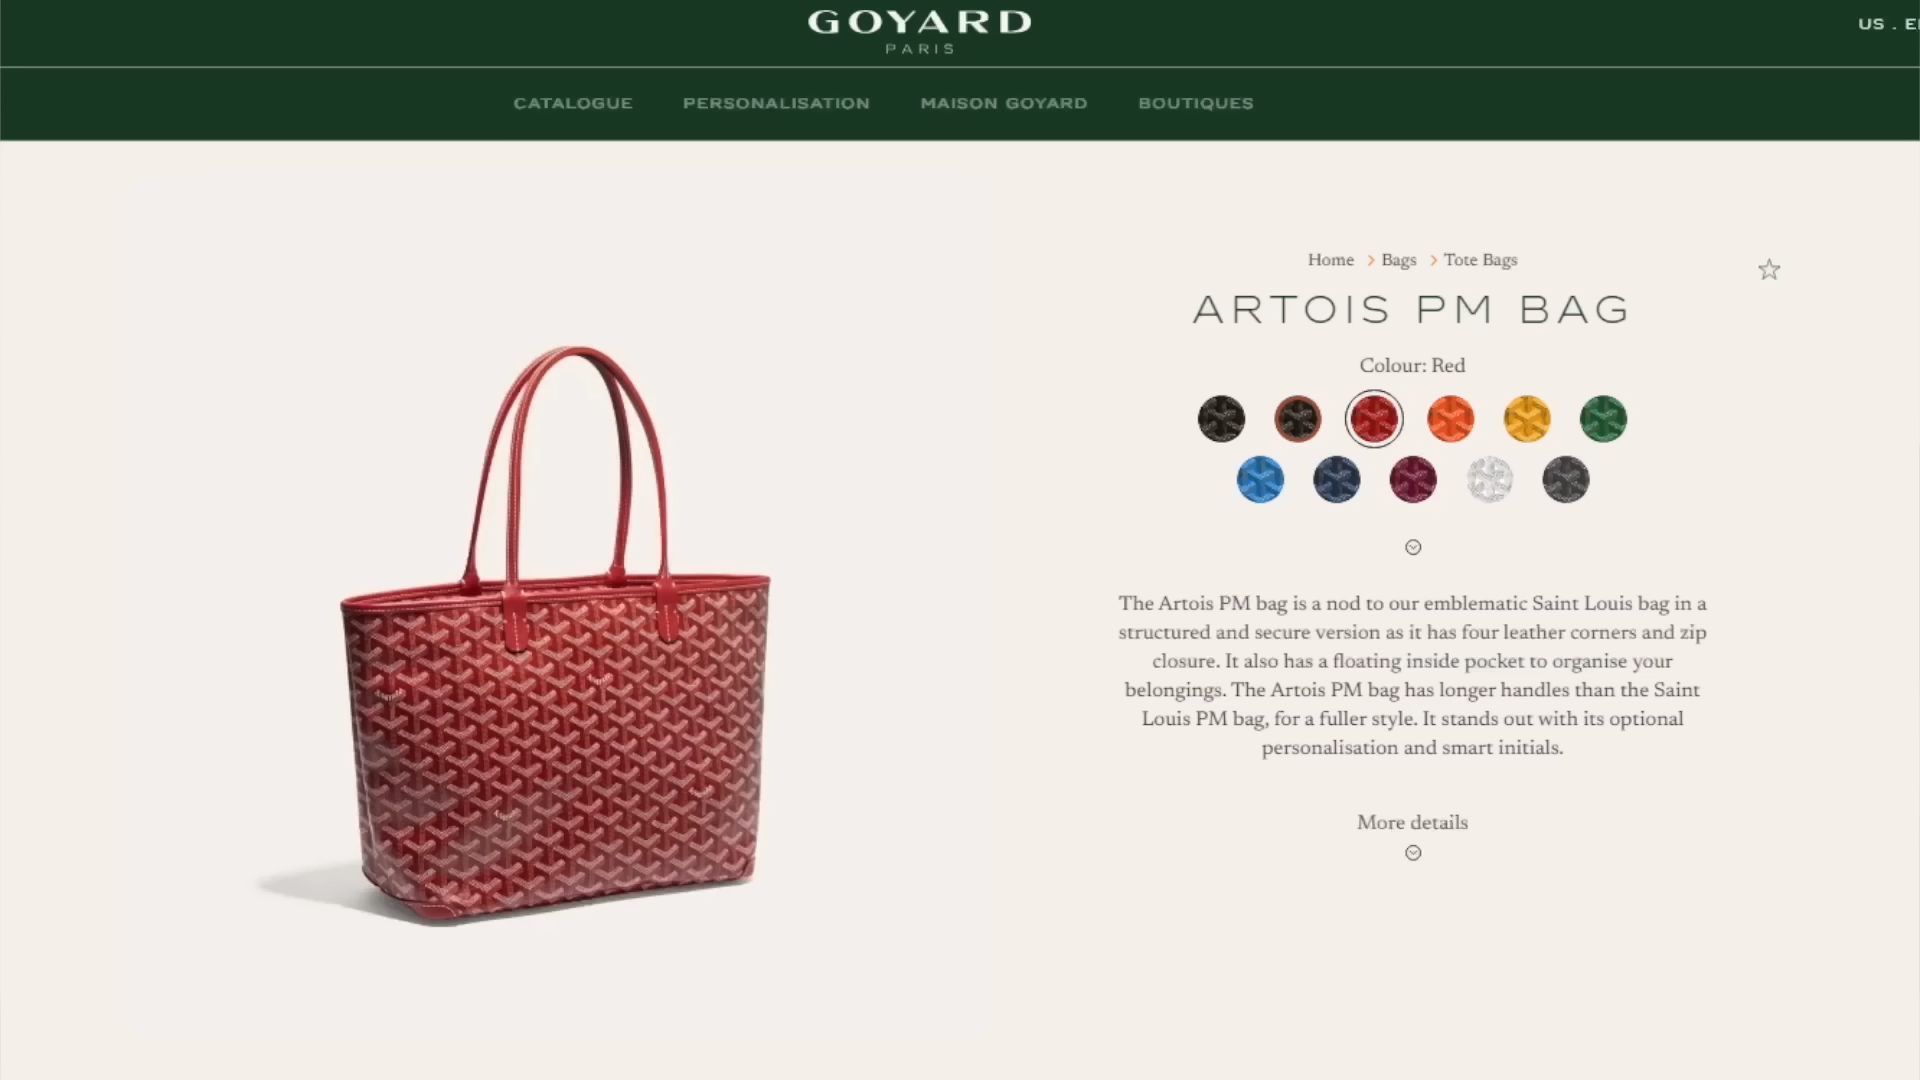 GOYARD
PARIS
US . E
CATALOGUE PERSONALISATION MAISON GOYARD BOUTIQUES
Home > Bags > Tote Bags
ARTOIS PM BAG
Colour: Red
The Artois PM bag is a nod to our emblematic Saint Louis bag in a
structured and secure version as it has four leather corners and zip
closure. It also has a floating inside pocket to organise your
belongings. The Artois PM bag has longer handles than the Saint
Louis PM bag, for a fuller style. It stands out with its optional
personalisation and smart initials.
More details